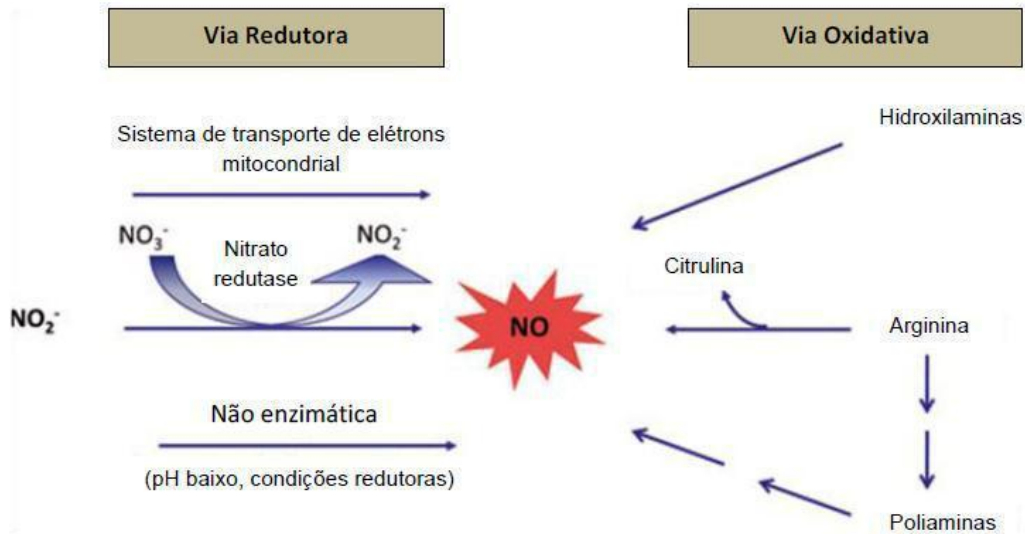 Via Redutora
Via Oxidativa
Sistema de transporte de elétrons
mitocondrial
Hidroxilaminas
NO₃⁻
Nitrato
redutase
NO₂⁻
Citrulina
NO₂⁻
NO
Arginina
Não enzimática
(pH baixo, condições redutoras)
Poliaminas